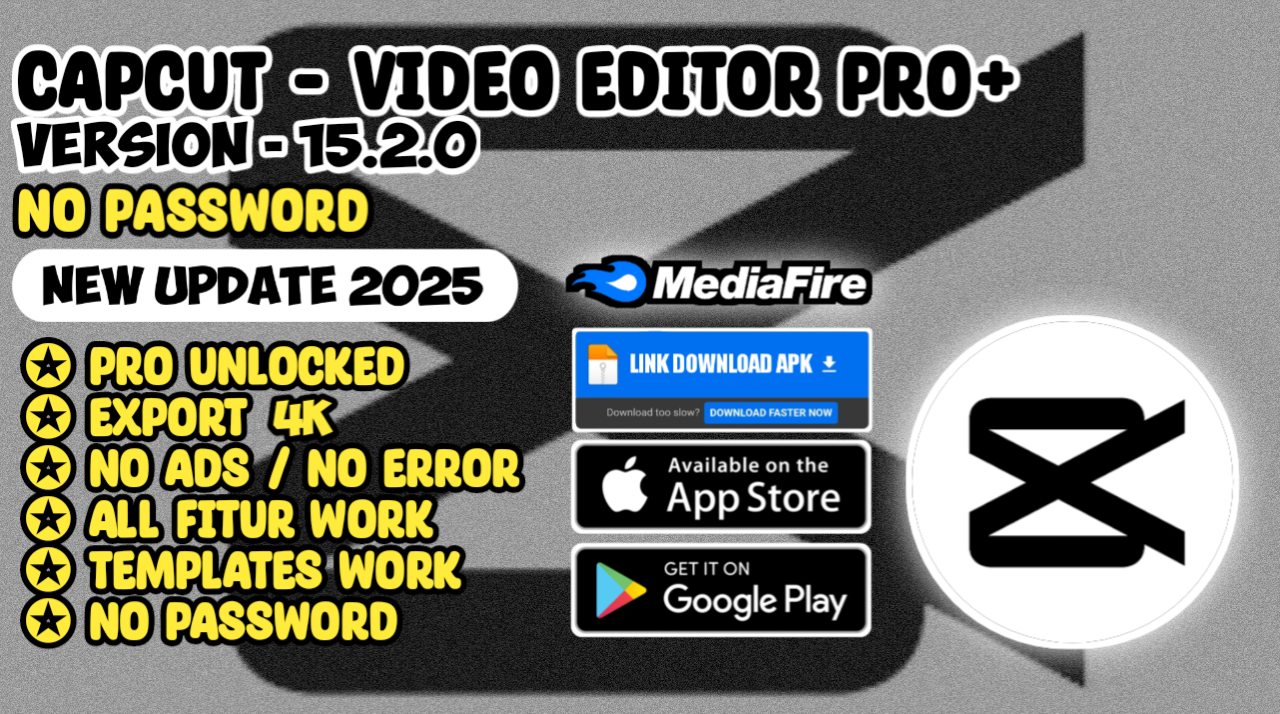 CAPCUT - VIDEO EDITOR PRO+
VERSION - 15.2.0
NO PASSWORD
NEW UPDATE 2025
PRO UNLOCKED
EXPORT 4K
NO ADS / NO ERROR
ALL FITUR WORK
TEMPLATES WORK
NO PASSWORD
MediaFire
LINK DOWNLOAD APK
Download too slow? DOWNLOAD FASTER NOW
Available on the
App Store
GET IT ON
Google Play